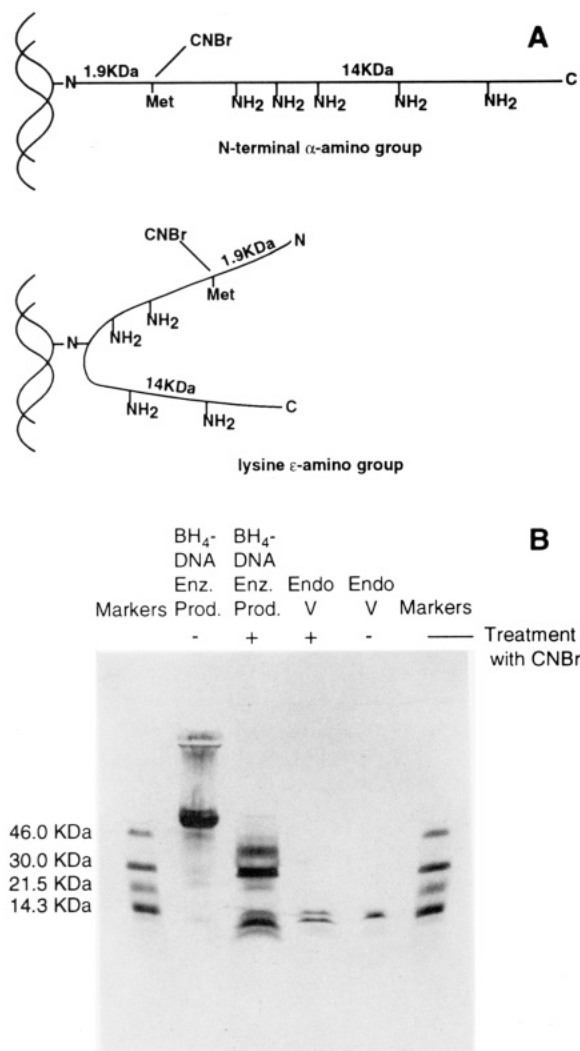 A
CNBr
N 1.9KDa 14KDa C
Met NH2 NH2 NH2 NH2 NH2
N-terminal α-amino group
CNBr
1.9KDa N
Met
NH2
NH2
N
14KDa
NH2 NH2 C
lysine ε-amino group
B
BH4- BH4-
DNA DNA
Enz. Enz. Endo Endo
Markers Prod. Prod. V V Markers
- + + - Treatment
with CNBr
46.0 KDa
30.0 KDa
21.5 KDa
14.3 KDa